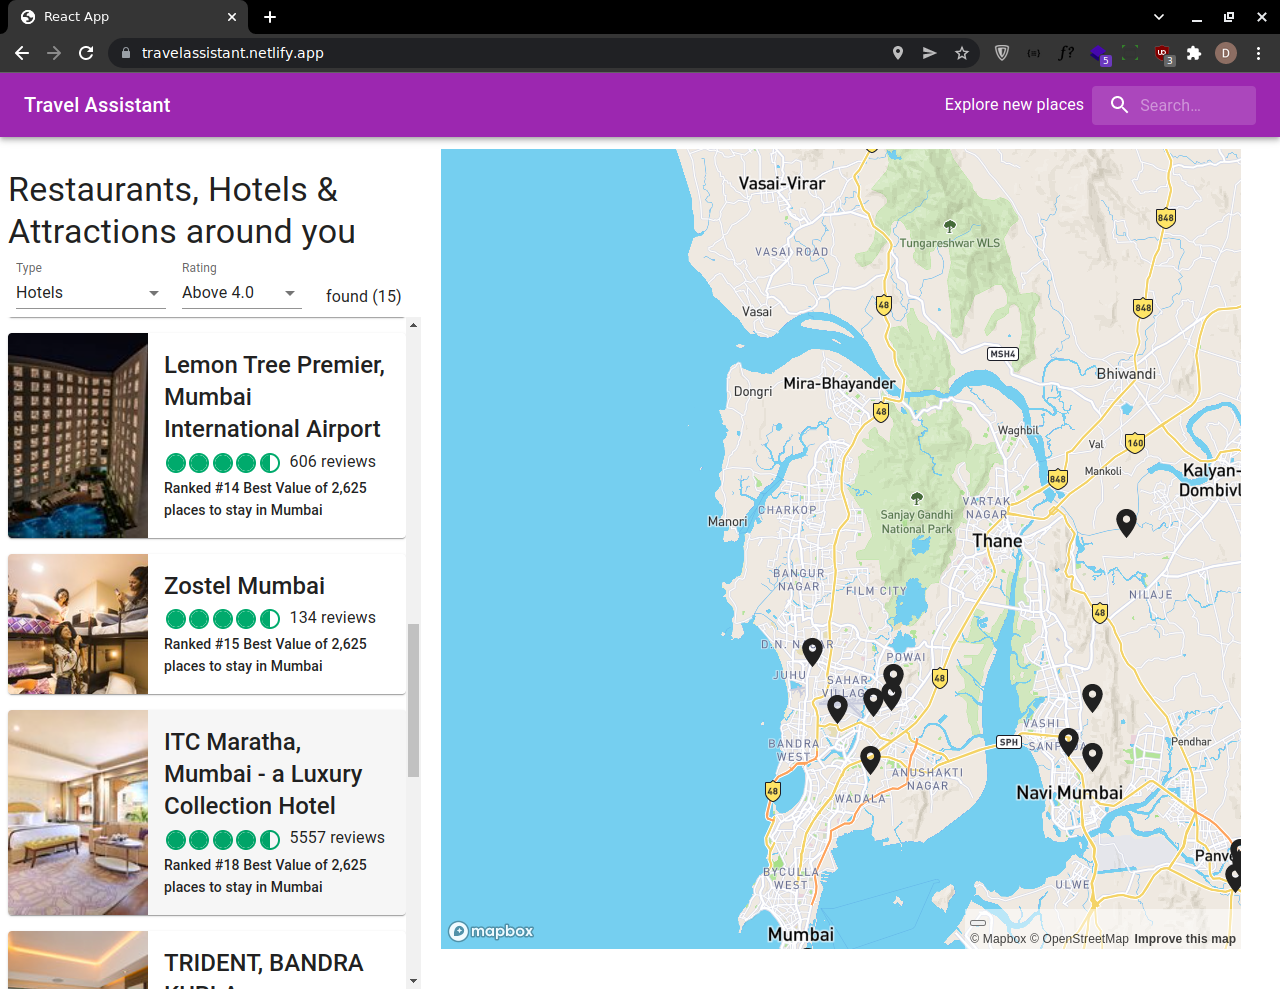 React App
travelassistant.netlify.app
5
3
D
Travel Assistant
Explore new places
Search…
Restaurants, Hotels &
Attractions around you
Type
Hotels
Rating
Above 4.0
found (15)
Lemon Tree Premier,
Mumbai
International Airport
606 reviews
Ranked #14 Best Value of 2,625
places to stay in Mumbai
Zostel Mumbai
134 reviews
Ranked #15 Best Value of 2,625
places to stay in Mumbai
ITC Maratha,
Mumbai - a Luxury
Collection Hotel
5557 reviews
Ranked #18 Best Value of 2,625
places to stay in Mumbai
TRIDENT, BANDRA
KURLA
Vasai-Virar
848
Tungareshwar WLS
VASAI ROAD
48
848
Vasai
MSH4
Bhiwandi
Dongri
Mira-Bhayander
48
Waghbil
Val
160
Mankoli
848
Kalyan-
Dombivl
CHARKOP
Sanjay Gandhi
National Park
VARTAK
NAGAR
Manori
Thane
BANGUR
NAGAR
FILM CITY
NILAJE
48
JUHU
POWAI
SAHAR
48
VASHI
SPH
Pendhar
BANDRA
WEST
ANUSHAKTI
NAGAR
48
WADALA
Navi Mumbai
BYCULLA
WEST
ULWE
Mumbai
mapbox
© Mapbox © OpenStreetMap Improve this map